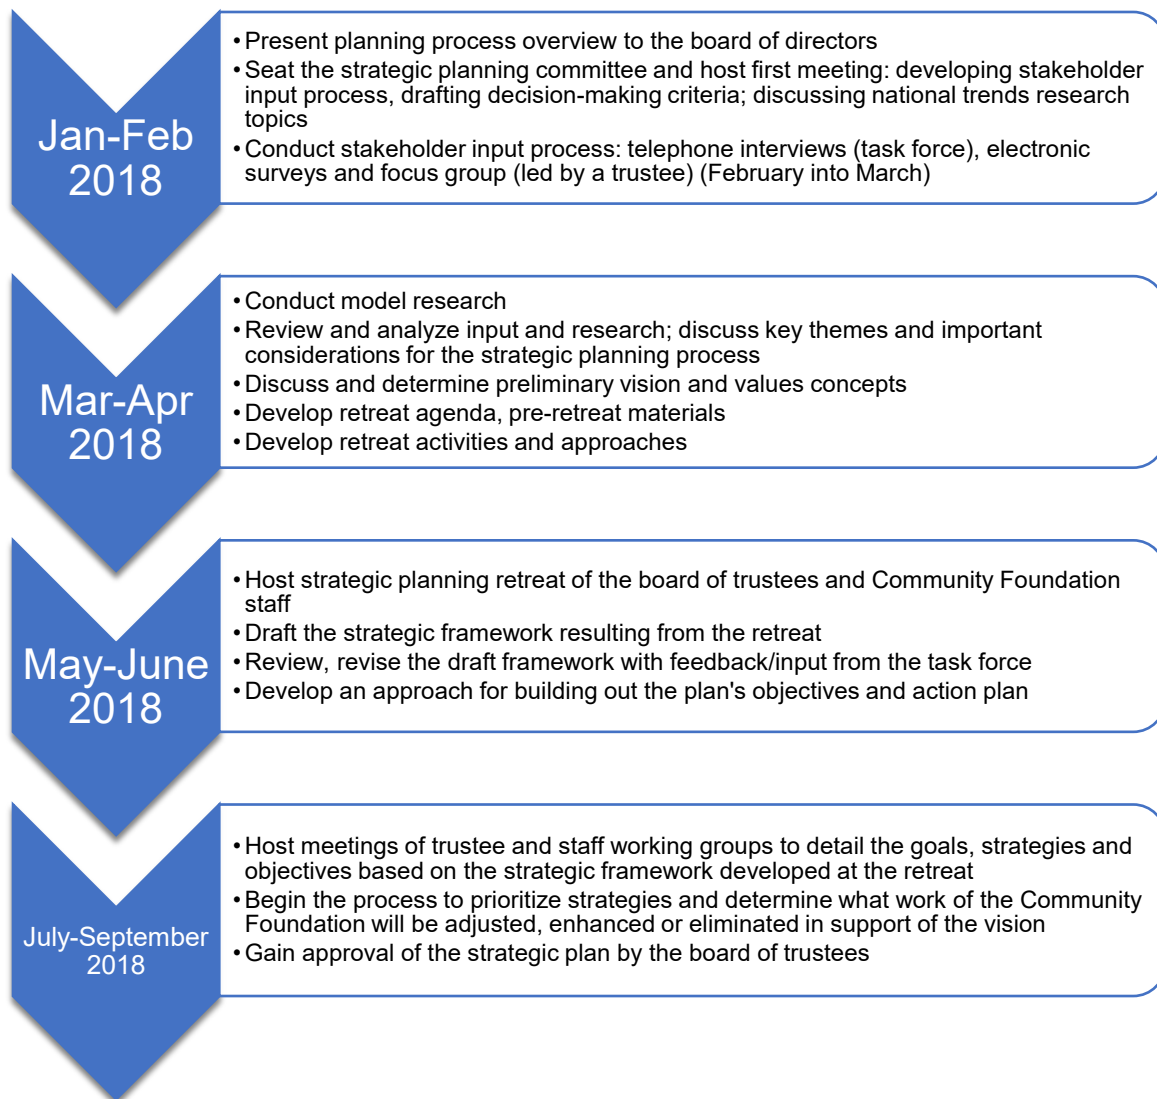 Jan-Feb
2018
•Present planning process overview to the board of directors
•Seat the strategic planning committee and host first meeting: developing stakeholder
input process, drafting decision-making criteria; discussing national trends research
topics
•Conduct stakeholder input process: telephone interviews (task force), electronic
surveys and focus group (led by a trustee) (February into March)
Mar-Apr
2018
•Conduct model research
•Review and analyze input and research; discuss key themes and important
considerations for the strategic planning process
•Discuss and determine preliminary vision and values concepts
•Develop retreat agenda, pre-retreat materials
•Develop retreat activities and approaches
May-June
2018
•Host strategic planning retreat of the board of trustees and Community Foundation
staff
•Draft the strategic framework resulting from the retreat
•Review, revise the draft framework with feedback/input from the task force
•Develop an approach for building out the plan's objectives and action plan
July-September
2018
•Host meetings of trustee and staff working groups to detail the goals, strategies and
objectives based on the strategic framework developed at the retreat
•Begin the process to prioritize strategies and determine what work of the Community
Foundation will be adjusted, enhanced or eliminated in support of the vision
•Gain approval of the strategic plan by the board of trustees